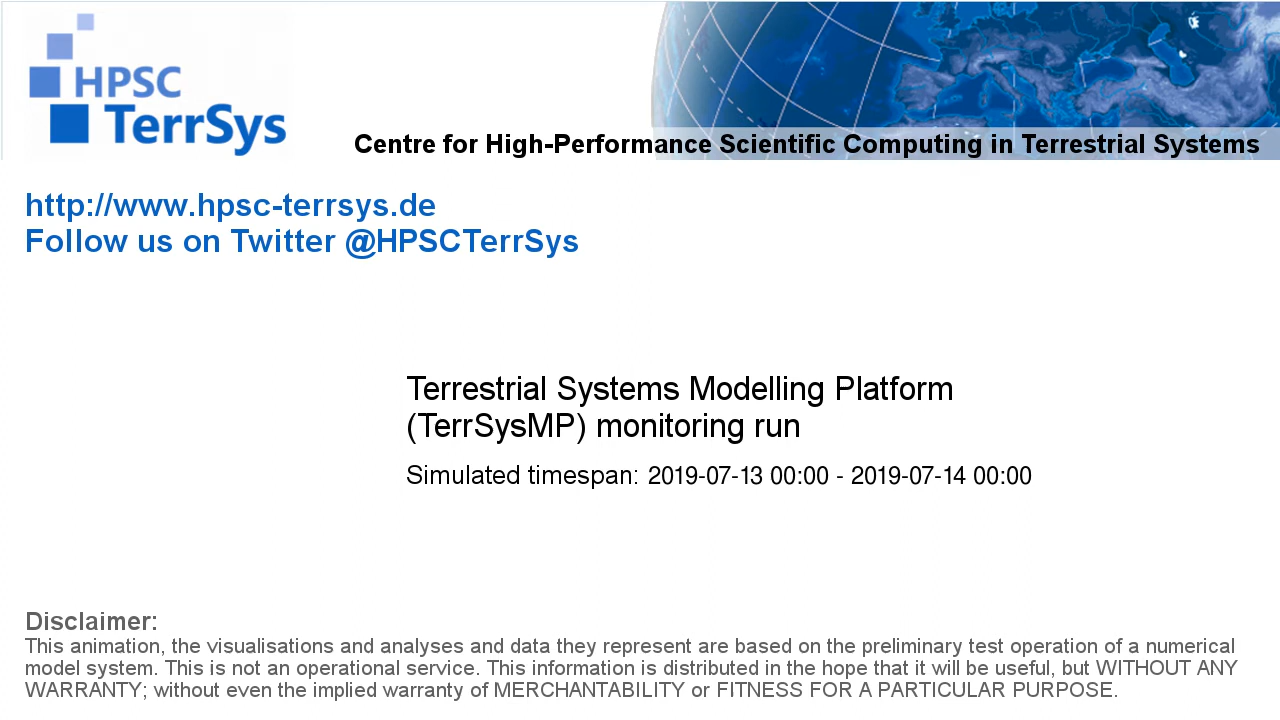 HPSC
TerrSys
Centre for High-Performance Scientific Computing in Terrestrial Systems
http://www.hpsc-terrsys.de
Follow us on Twitter @HPSCTerrSys
Terrestrial Systems Modelling Platform
(TerrSysMP) monitoring run
Simulated timespan: 2019-07-13 00:00 - 2019-07-14 00:00
Disclaimer:
This animation, the visualisations and analyses and data they represent are based on the preliminary test operation of a numerical
model system. This is not an operational service. This information is distributed in the hope that it will be useful, but WITHOUT ANY
WARRANTY; without even the implied warranty of MERCHANTABILITY or FITNESS FOR A PARTICULAR PURPOSE.